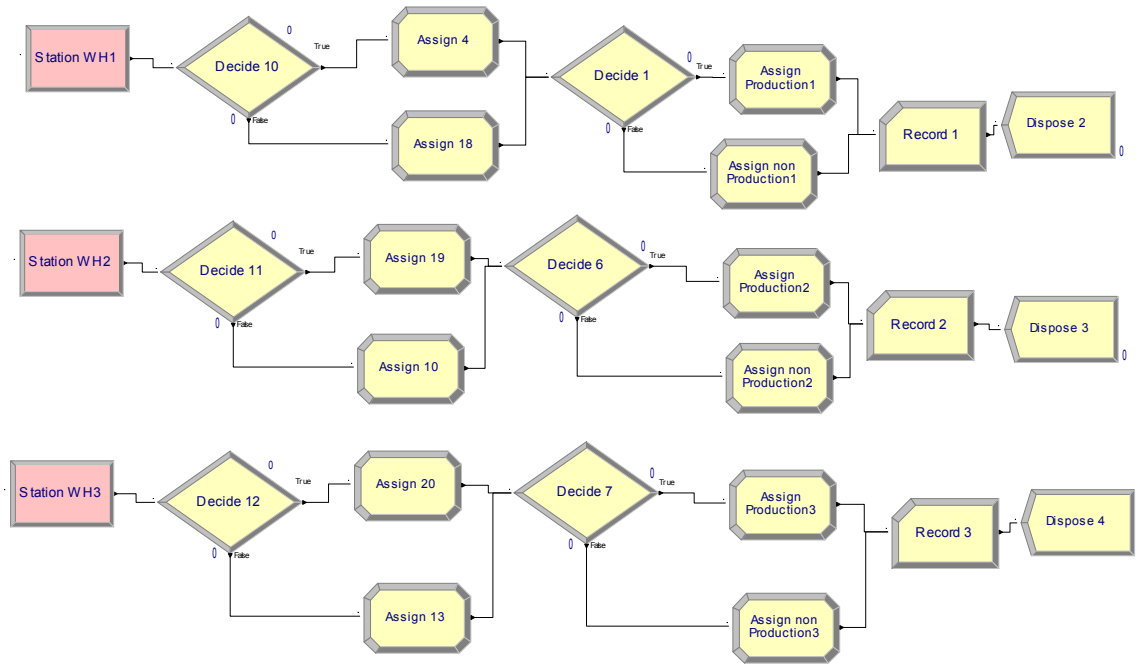 Station WH1
Decide 10
0
True
0
False
Assign 4
Assign 18
Decide 1
0
True
0
False
Assign
Production1
Assign non
Production1
Record 1
Dispose 2
0
Station WH2
Decide 11
0
True
0
False
Assign 19
Assign 10
Decide 6
0
True
0
False
Assign
Production2
Assign non
Production2
Record 2
Dispose 3
0
Station WH3
Decide 12
0
True
0
False
Assign 20
Assign 13
Decide 7
0
True
0
False
Assign
Production3
Assign non
Production3
Record 3
Dispose 4